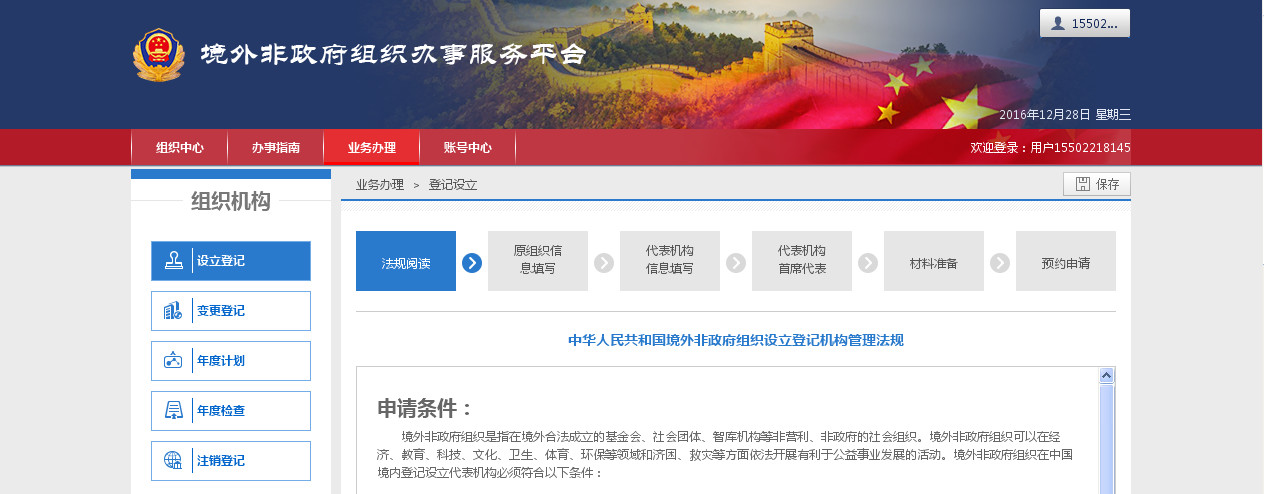 15502...
境外非政府组织办事服务平台
2016年12月28日 星期三
组织中心 办事指南 业务办理 账号中心 欢迎登录：用户15502218145
组织机构
设立登记
变更登记
年度计划
年度检查
注销登记
业务办理 > 登记设立 保存
法规阅读
原组织信
息填写
代表机构
信息填写
代表机构
首席代表
材料准备
预约申请
中华人民共和国境外非政府组织设立登记机构管理法规
申请条件：
境外非政府组织是指在境外合法成立的基金会、社会团体、智库机构等非营利、非政府的社会组织。境外非政府组织可以在经
济、教育、科技、文化、卫生、体育、环保等领域和济困、救灾等方面依法开展有利于公益事业发展的活动。境外非政府组织在中国
境内登记设立代表机构必须符合以下条件：